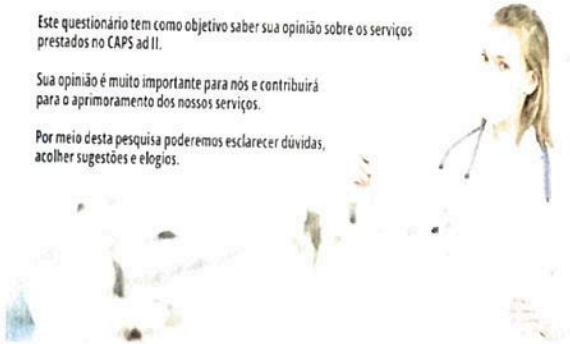 Este questionário tem como objetivo saber sua opinião sobre os serviços
prestados no CAPS ad II.
Sua opinião é muito importante para nós e contribuirá
para o aprimoramento dos nossos serviços.
Por meio desta pesquisa poderemos esclarecer dúvidas,
acolher sugestões e elogios.